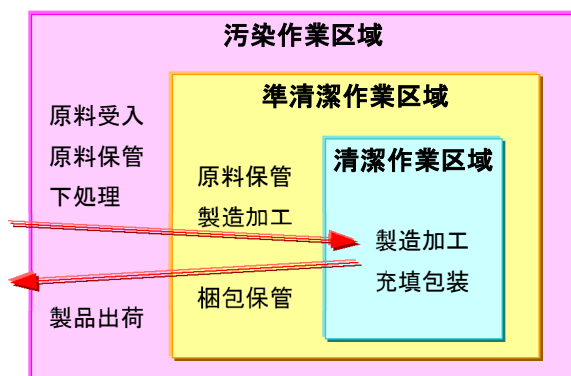 汚染作業区域
準清潔作業区域
清潔作業区域
原料受入
原料保管
下処理
原料保管
製造加工
製造加工
充填包装
梱包保管
製品出荷